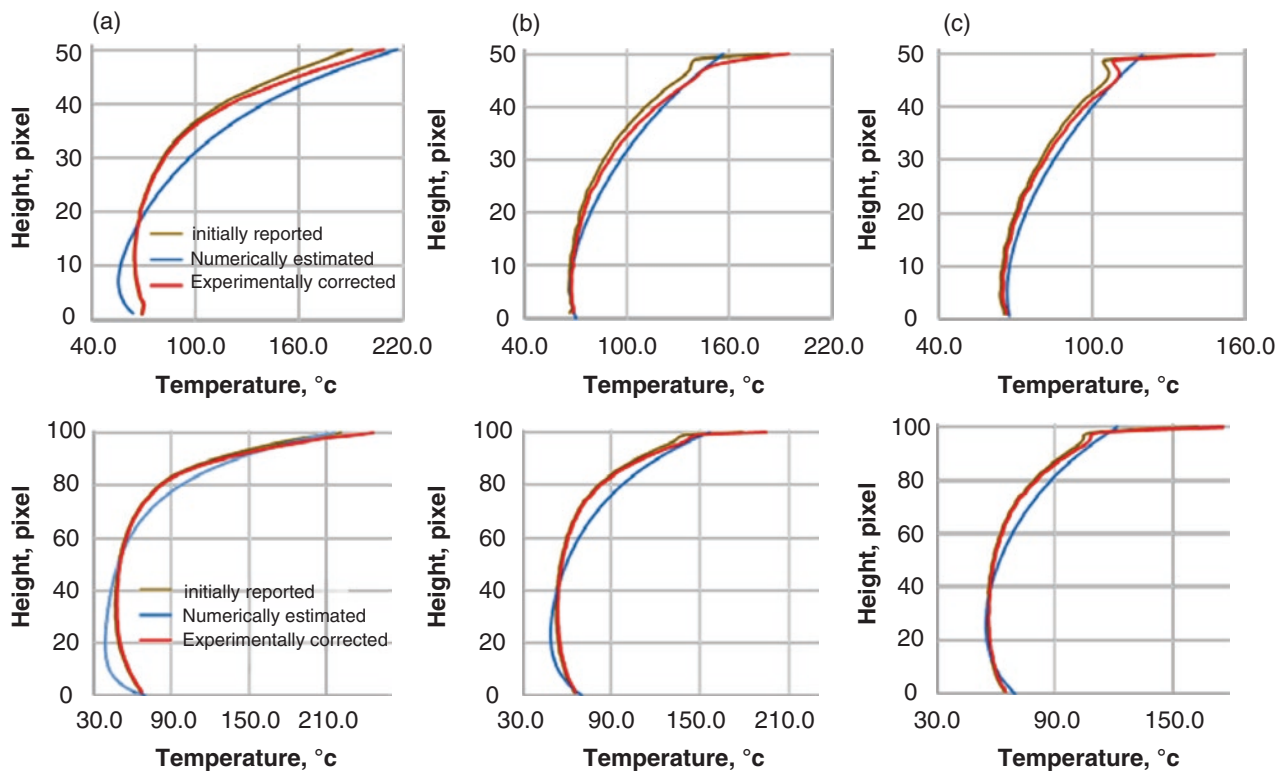 (a)
(b)
(c)
Height, pixel
50
40
30
20
10
0
initially reported
Numerically estimated
Experimentally corrected
40.0 100.0 160.0 220.0
Temperature, °c
Height, pixel
50
40
30
20
10
0
40.0 100.0 160.0 220.0
Temperature, °c
Height, pixel
50
40
30
20
10
0
40.0 100.0 160.0
Temperature, °c
Height, pixel
100
80
60
40
20
0
initially reported
Numerically estimated
Experimentally corrected
30.0 90.0 150.0 210.0
Temperature, °c
Height, pixel
100
80
60
40
20
0
30.0 90.0 150.0 210.0
Temperature, °c
Height, pixel
100
80
60
40
20
0
30.0 90.0 150.0
Temperature, °c